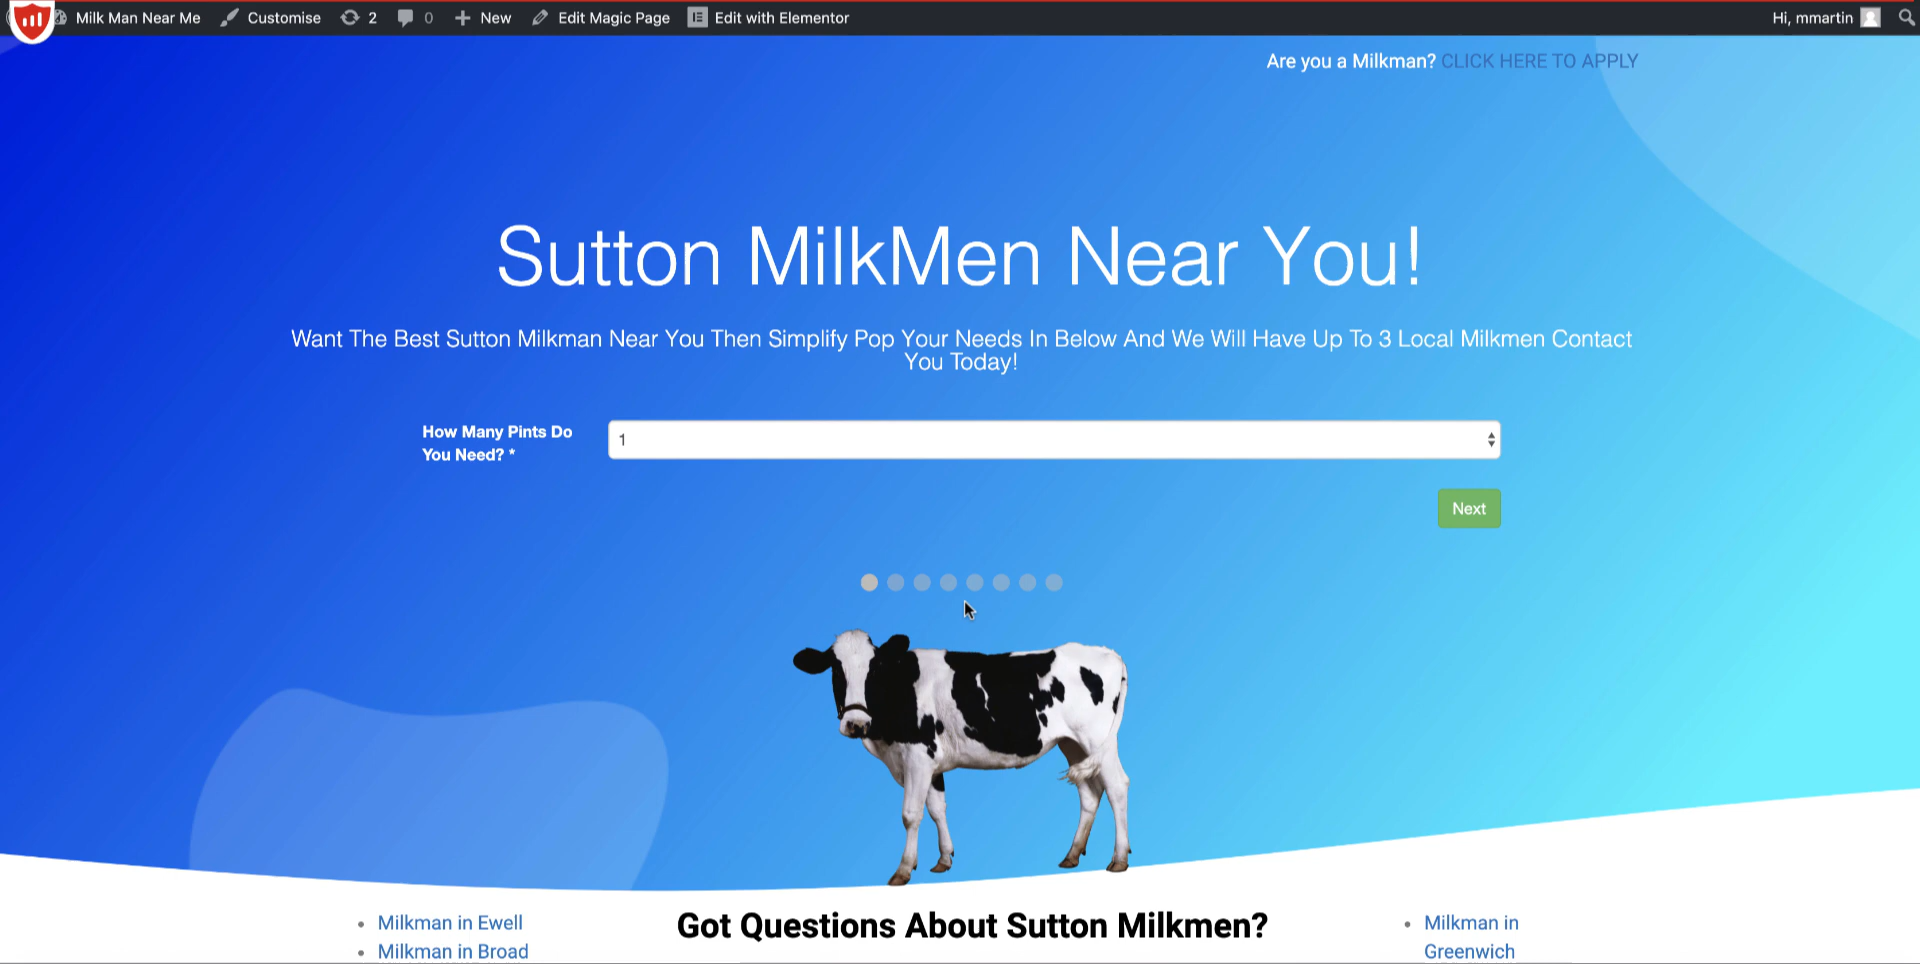 Milk Man Near Me Customise 2 0 New Edit Magic Page Edit with Elementor Hi, mmartin
Are you a Milkman? CLICK HERE TO APPLY
Sutton MilkMen Near You!
Want The Best Sutton Milkman Near You Then Simplify Pop Your Needs In Below And We Will Have Up To 3 Local Milkmen Contact
You Today!
How Many Pints Do
You Need? *
1
Next
Milkman in Ewell
Milkman in Broad
Got Questions About Sutton Milkmen?
Milkman in
Greenwich